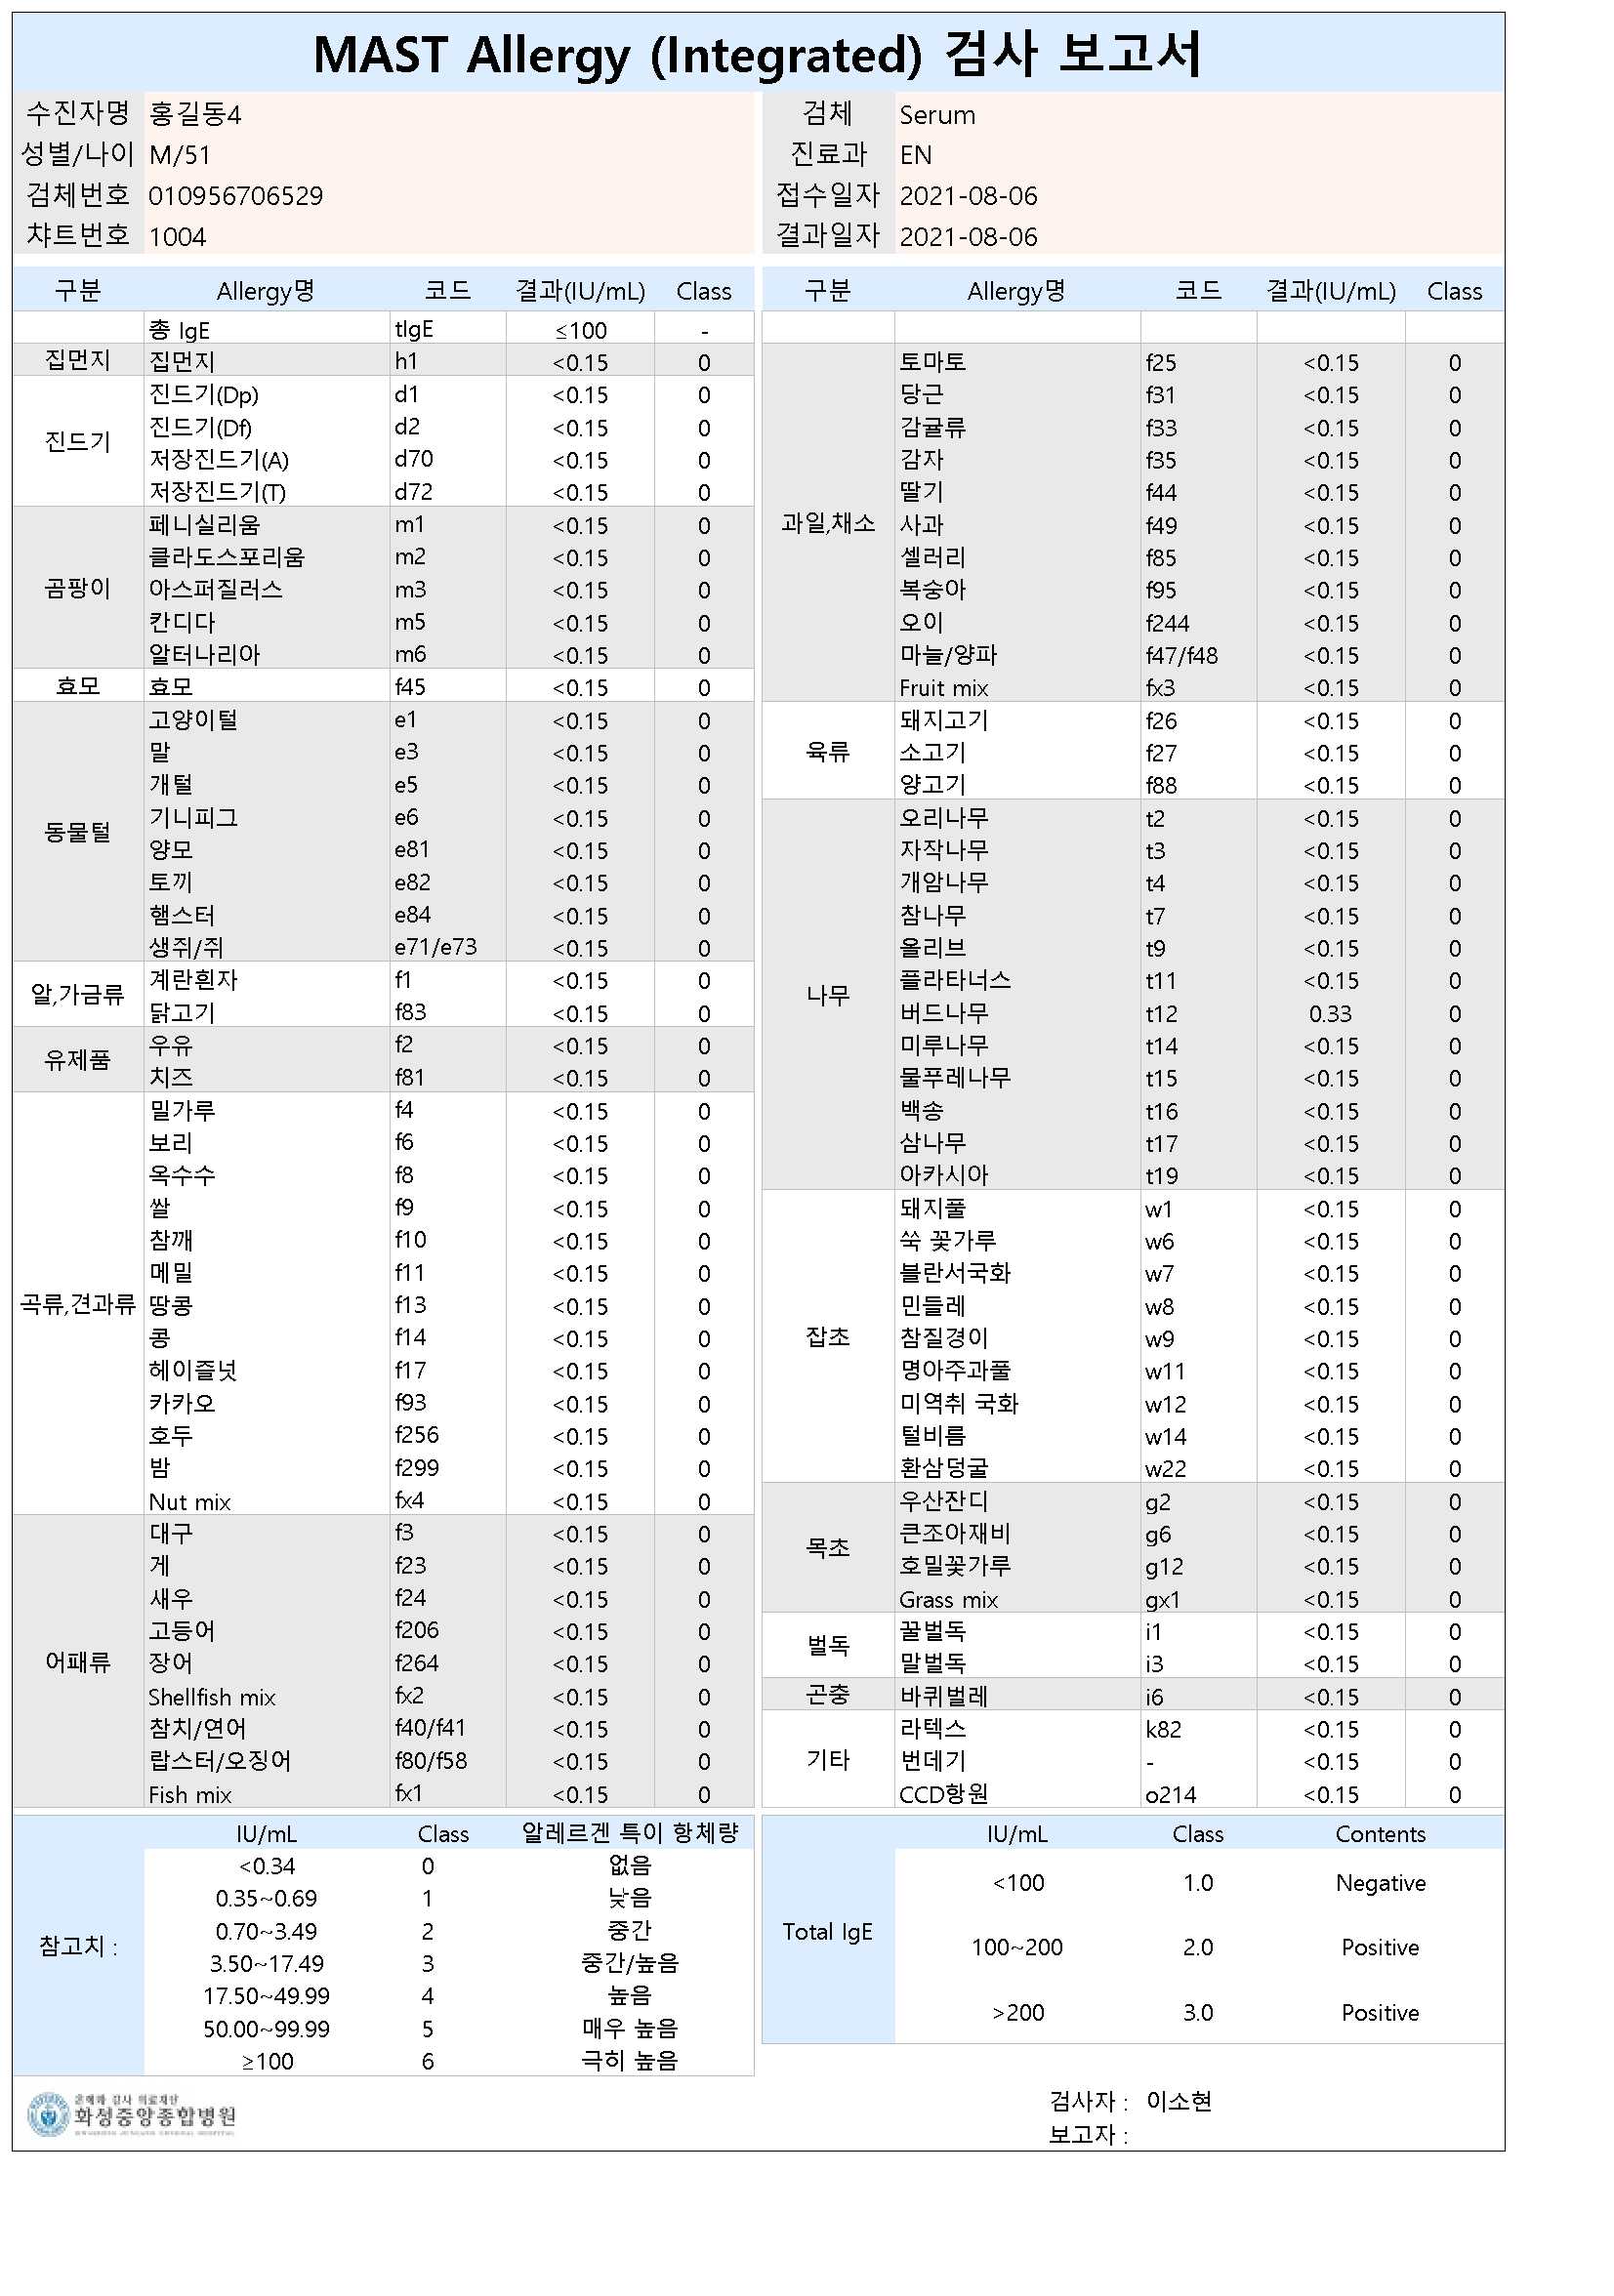 MAST Allergy (Integrated) 검사 보고서
수진자명 홍길동4
성별/나이 M/51
검체번호 010956706529
챠트번호 1004
검체 Serum
진료과 EN
접수일자 2021-08-06
결과일자 2021-08-06
구분 Allergy명 코드 결과(IU/mL) Class
총 IgE tIgE ≤100 -
집먼지 집먼지 h1 <0.15 0
진드기
진드기(Dp) d1 <0.15 0
진드기(Df) d2 <0.15 0
저장진드기(A) d70 <0.15 0
저장진드기(T) d72 <0.15 0
곰팡이
페니실리움 m1 <0.15 0
클라도스포리움 m2 <0.15 0
아스퍼질러스 m3 <0.15 0
칸디다 m5 <0.15 0
알터나리아 m6 <0.15 0
효모 효모 f45 <0.15 0
동물털
고양이털 e1 <0.15 0
말 e3 <0.15 0
개털 e5 <0.15 0
기니피그 e6 <0.15 0
양모 e81 <0.15 0
토끼 e82 <0.15 0
햄스터 e84 <0.15 0
생쥐/쥐 e71/e73 <0.15 0
알,가금류
계란흰자 f1 <0.15 0
닭고기 f83 <0.15 0
유제품
우유 f2 <0.15 0
치즈 f81 <0.15 0
곡류,견과류
밀가루 f4 <0.15 0
보리 f6 <0.15 0
옥수수 f8 <0.15 0
쌀 f9 <0.15 0
참깨 f10 <0.15 0
메밀 f11 <0.15 0
땅콩 f13 <0.15 0
콩 f14 <0.15 0
헤이즐넛 f17 <0.15 0
카카오 f93 <0.15 0
호두 f256 <0.15 0
밤 f299 <0.15 0
Nut mix fx4 <0.15 0
어패류
대구 f3 <0.15 0
게 f23 <0.15 0
새우 f24 <0.15 0
고등어 f206 <0.15 0
장어 f264 <0.15 0
Shellfish mix fx2 <0.15 0
참치/연어 f40/f41 <0.15 0
랍스터/오징어 f80/f58 <0.15 0
Fish mix fx1 <0.15 0
구분 Allergy명 코드 결과(IU/mL) Class
과일,채소
토마토 f25 <0.15 0
당근 f31 <0.15 0
감귤류 f33 <0.15 0
감자 f35 <0.15 0
딸기 f44 <0.15 0
사과 f49 <0.15 0
셀러리 f85 <0.15 0
복숭아 f95 <0.15 0
오이 f244 <0.15 0
마늘/양파 f47/f48 <0.15 0
Fruit mix fx3 <0.15 0
육류
돼지고기 f26 <0.15 0
소고기 f27 <0.15 0
양고기 f88 <0.15 0
나무
오리나무 t2 <0.15 0
자작나무 t3 <0.15 0
개암나무 t4 <0.15 0
참나무 t7 <0.15 0
올리브 t9 <0.15 0
플라타너스 t11 <0.15 0
버드나무 t12 0.33 0
미루나무 t14 <0.15 0
물푸레나무 t15 <0.15 0
백송 t16 <0.15 0
삼나무 t17 <0.15 0
아카시아 t19 <0.15 0
잡초
돼지풀 w1 <0.15 0
쑥 꽃가루 w6 <0.15 0
불란서국화 w7 <0.15 0
민들레 w8 <0.15 0
참질경이 w9 <0.15 0
명아주과풀 w11 <0.15 0
미역취 국화 w12 <0.15 0
털비름 w14 <0.15 0
환삼덩굴 w22 <0.15 0
목초
우산잔디 g2 <0.15 0
큰조아재비 g6 <0.15 0
호밀꽃가루 g12 <0.15 0
Grass mix gx1 <0.15 0
벌독
꿀벌독 i1 <0.15 0
말벌독 i3 <0.15 0
곤충 바퀴벌레 i6 <0.15 0
기타
라텍스 k82 <0.15 0
번데기 - <0.15 0
CCD항원 o214 <0.15 0
참고치 :
IU/mL Class 알레르겐 특이 항체량
<0.34 0 없음
0.35~0.69 1 낮음
0.70~3.49 2 중간
3.50~17.49 3 중간/높음
17.50~49.99 4 높음
50.00~99.99 5 매우 높음
≥100 6 극히 높음
Total IgE
IU/mL Class Contents
<100 1.0 Negative
100~200 2.0 Positive
>200 3.0 Positive
은혜와 감사 의료재단
화성중앙종합병원
HWASEONG JUNGANG GENERAL HOSPITAL
검사자 : 이소현
보고자 :